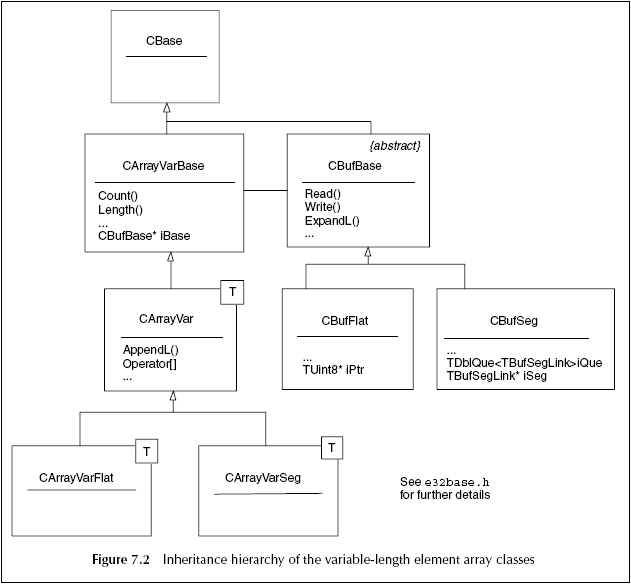 CBase
{abstract}
CArrayVarBase
Count()
Length()
...
CBufBase* iBase
CBufBase
Read()
Write()
ExpandL()
...
T
CArrayVar
AppendL()
Operator[]
...
CBufFlat
...
TUint8* iPtr
CBufSeg
...
TDblQue<TBufSegLink>iQue
TBufSegLink* iSeg
T
CArrayVarFlat
T
CArrayVarSeg
See e32base.h
for further details
Figure 7.2 Inheritance hierarchy of the variable-length element array classes